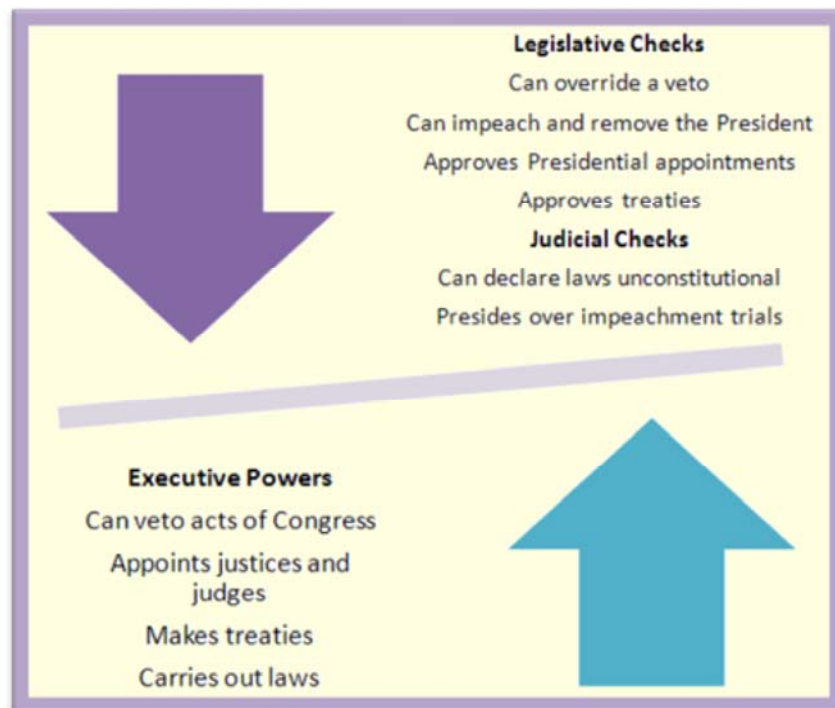 Legislative Checks
Can override a veto
Can impeach and remove the President
Approves Presidential appointments
Approves treaties
Judicial Checks
Can declare laws unconstitutional
Presides over impeachment trials
Executive Powers
Can veto acts of Congress
Appoints justices and
judges
Makes treaties
Carries out laws